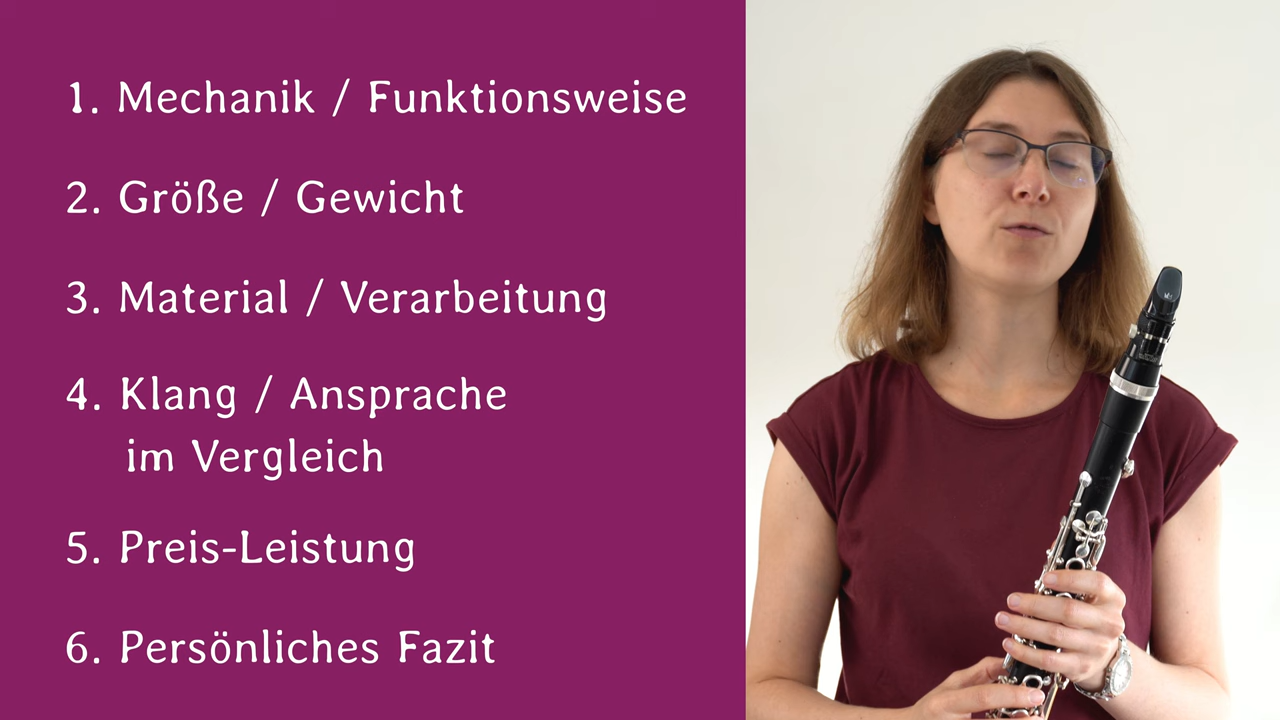 1. Mechanik / Funktionsweise
2. Größe / Gewicht
3. Material / Verarbeitung
4. Klang / Ansprache
im Vergleich
5. Preis-Leistung
6. Persönliches Fazit